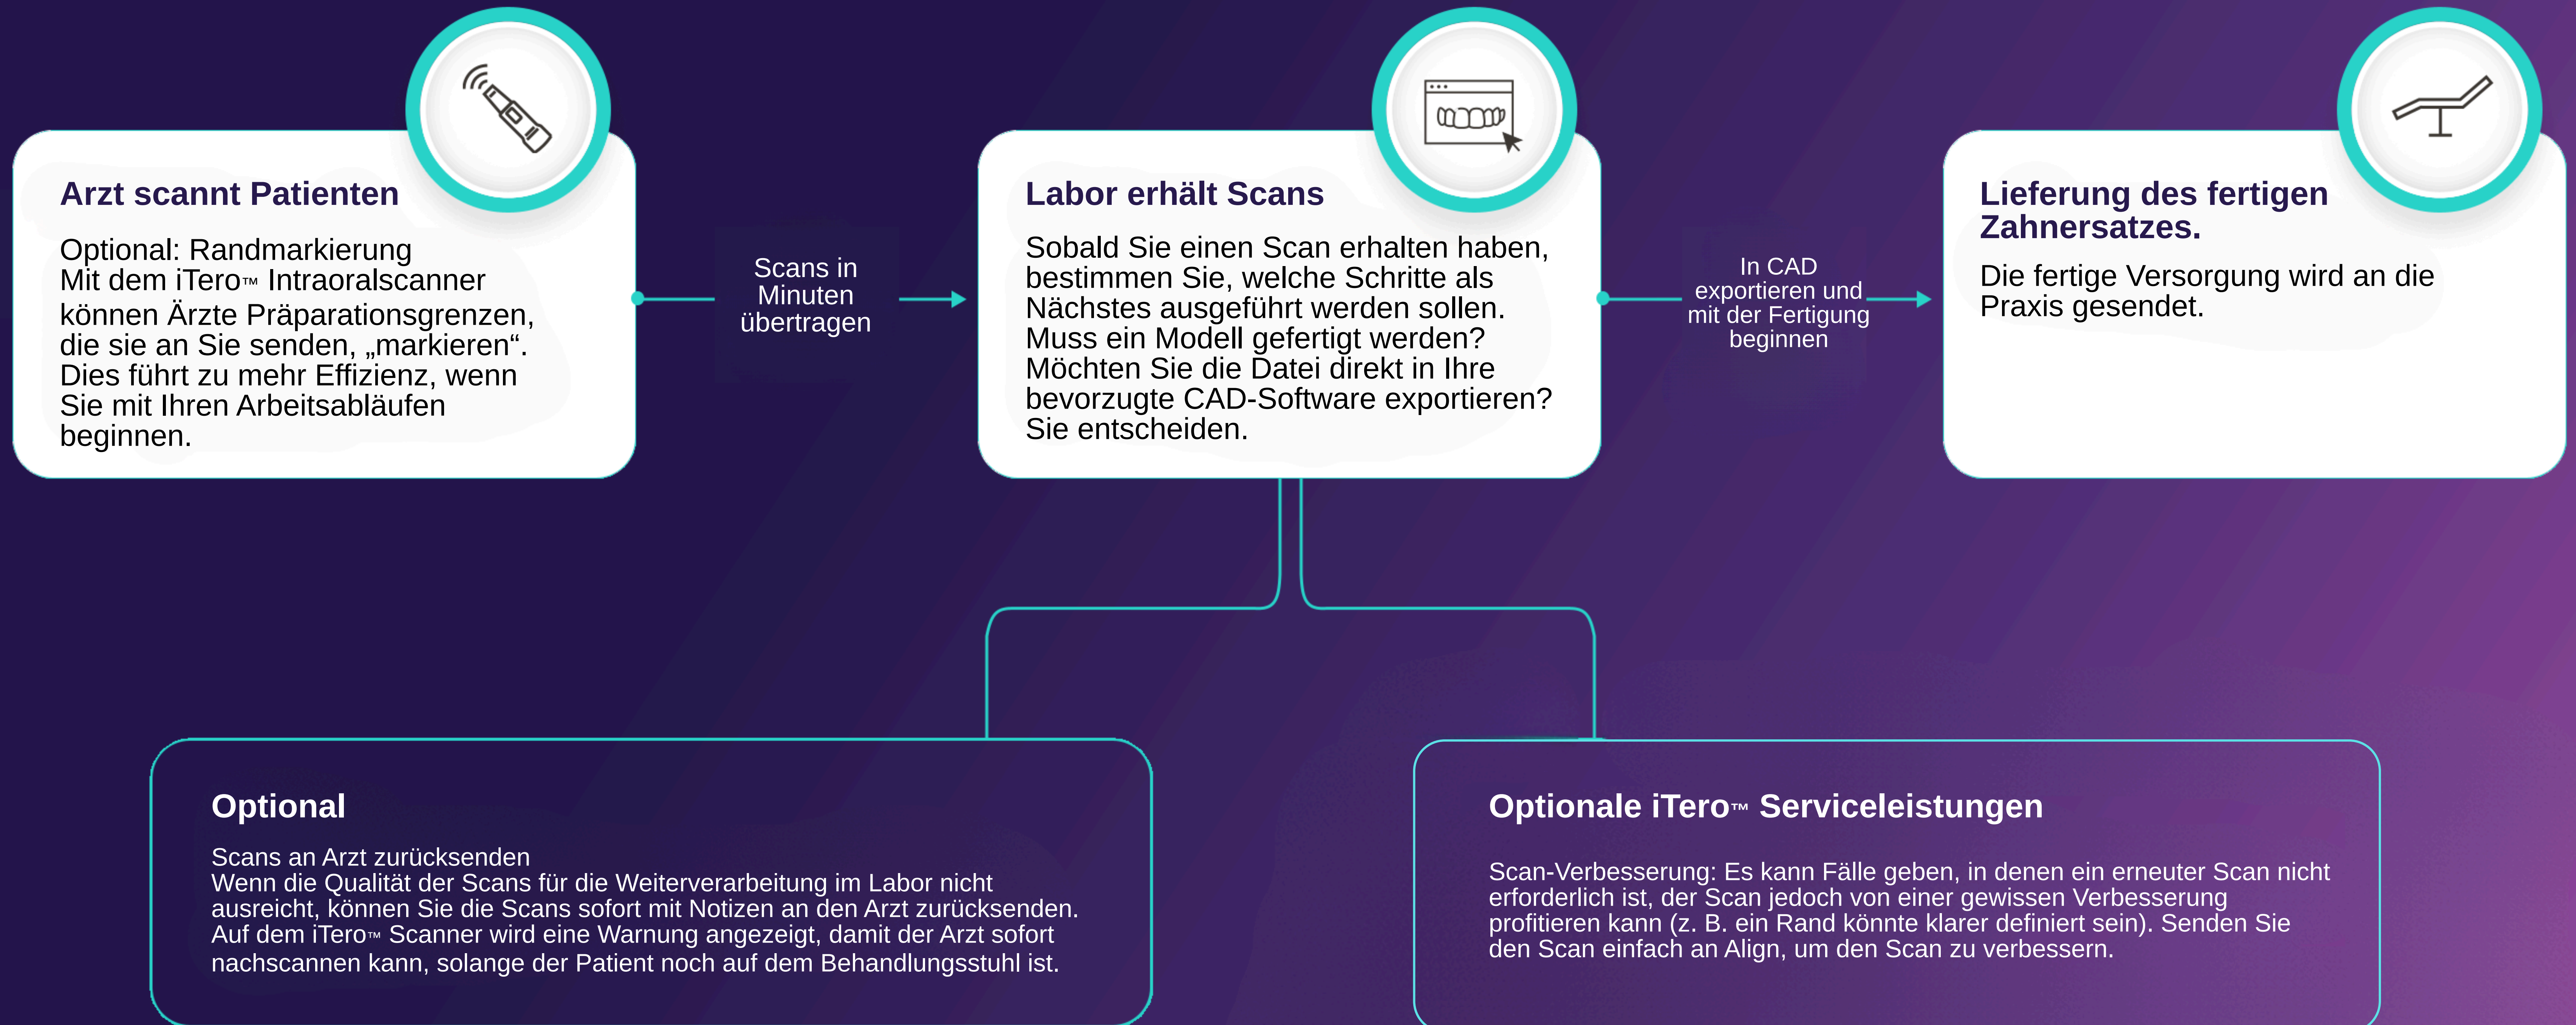 Arzt scannt Patienten
Optional: Randmarkierung
Mit dem iTero™ Intraoralscanner
können Ärzte Präparationsgrenzen,
die sie an Sie senden, „markieren“.
Dies führt zu mehr Effizienz, wenn
Sie mit Ihren Arbeitsabläufen
beginnen.
Scans in
Minuten
übertragen
Labor erhält Scans
Sobald Sie einen Scan erhalten haben,
bestimmen Sie, welche Schritte als
Nächstes ausgeführt werden sollen.
Muss ein Modell gefertigt werden?
Möchten Sie die Datei direkt in Ihre
bevorzugte CAD-Software exportieren?
Sie entscheiden.
In CAD
exportieren und
mit der Fertigung
beginnen
Lieferung des fertigen
Zahnersatzes.
Die fertige Versorgung wird an die
Praxis gesendet.
Optional
Scans an Arzt zurücksenden
Wenn die Qualität der Scans für die Weiterverarbeitung im Labor nicht
ausreicht, können Sie die Scans sofort mit Notizen an den Arzt zurücksenden.
Auf dem iTero™ Scanner wird eine Warnung angezeigt, damit der Arzt sofort
nachscannen kann, solange der Patient noch auf dem Behandlungsstuhl ist.
Optionale iTero™ Serviceleistungen
Scan-Verbesserung: Es kann Fälle geben, in denen ein erneuter Scan nicht
erforderlich ist, der Scan jedoch von einer gewissen Verbesserung
profitieren kann (z. B. ein Rand könnte klarer definiert sein). Senden Sie
den Scan einfach an Align, um den Scan zu verbessern.